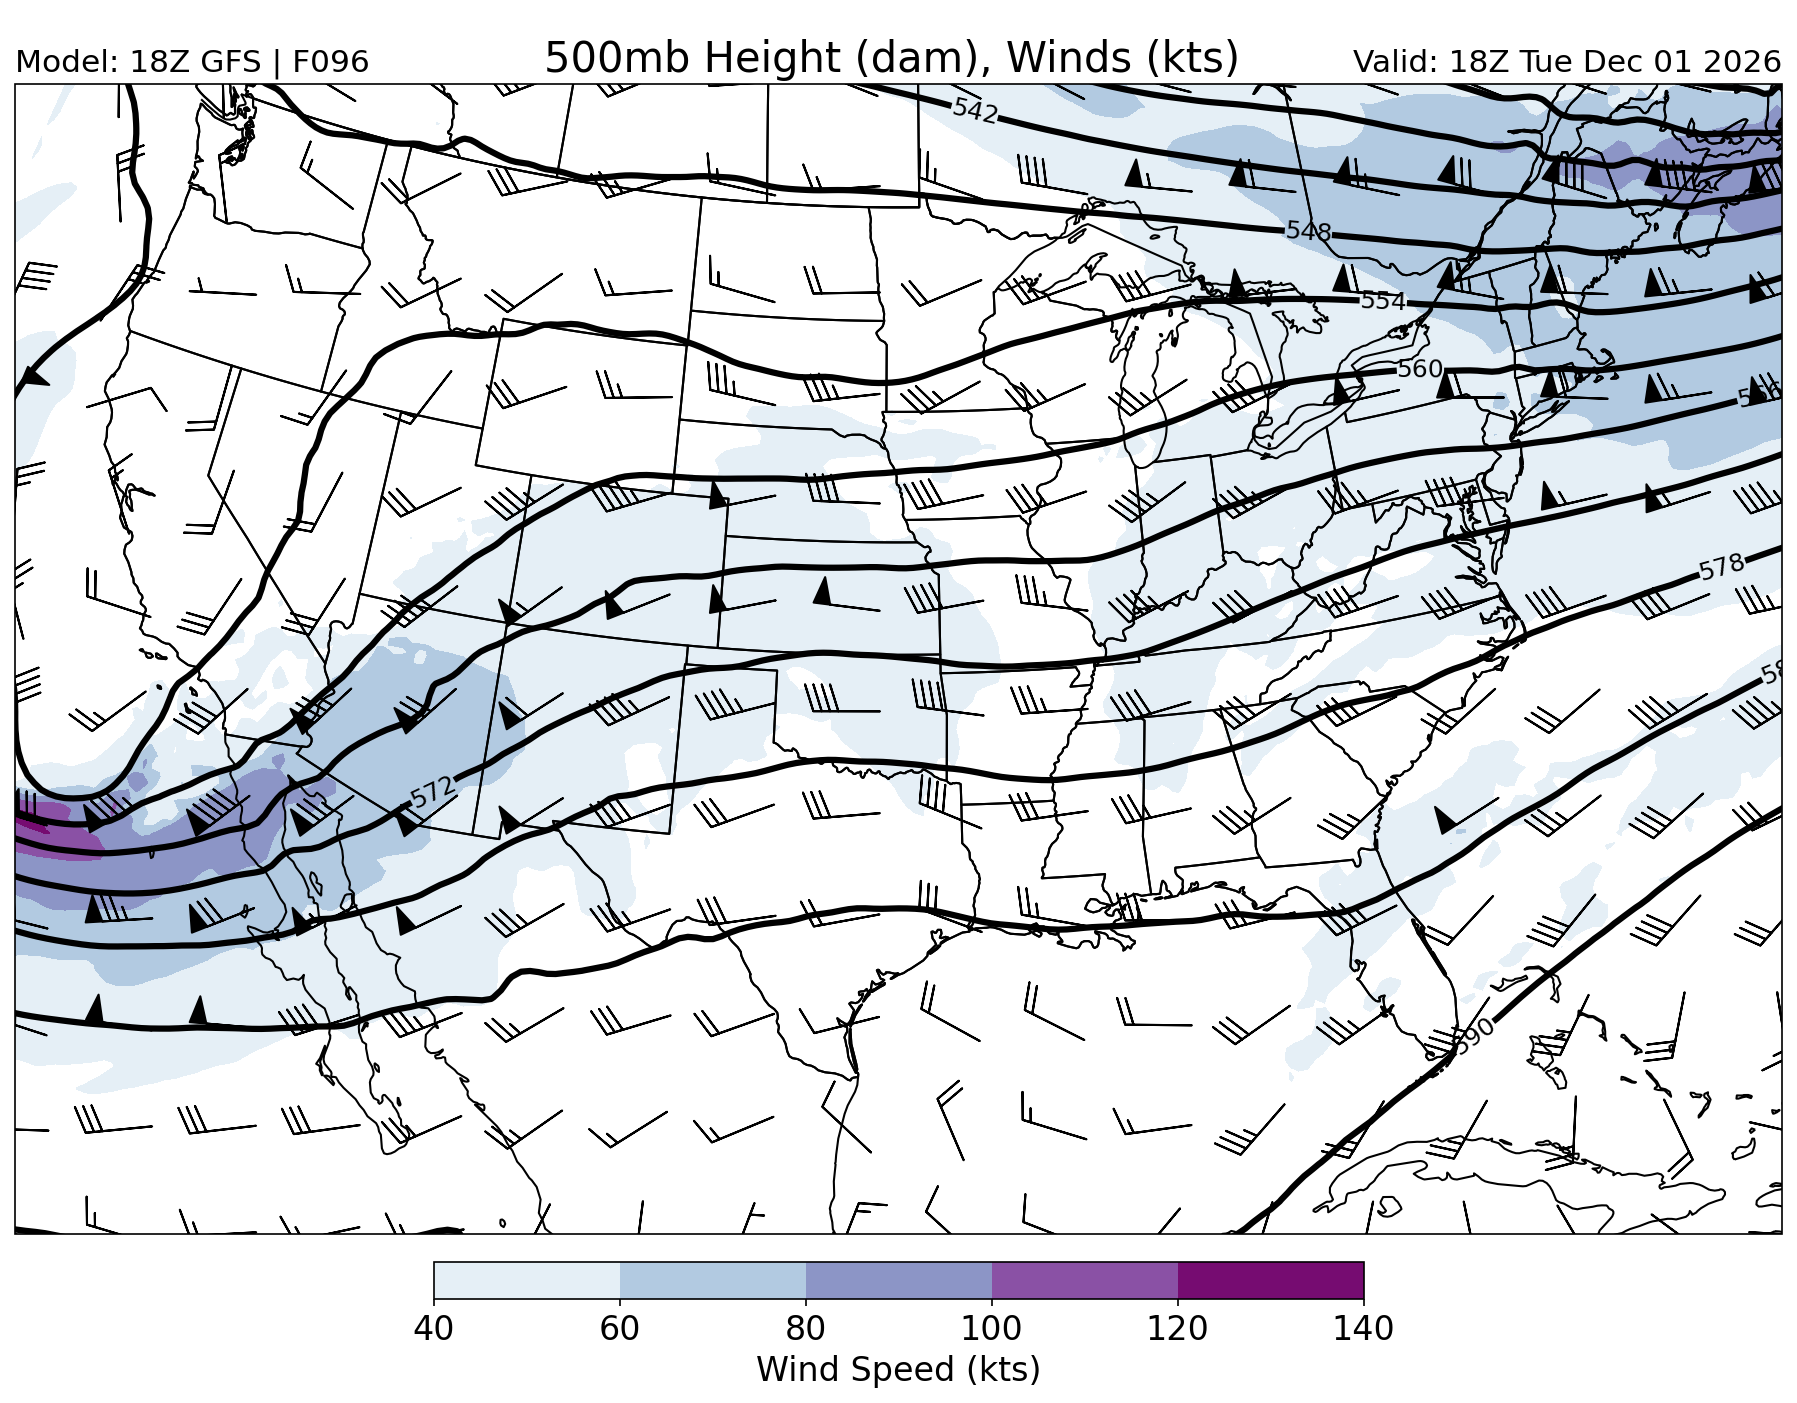 Model: 18Z GFS | F096
500mb Height (dam), Winds (kts)
Valid: 18Z Tue Dec 01 2026
542
548
554
560
578
572
590
40 60 80 100 120 140
Wind Speed (kts)